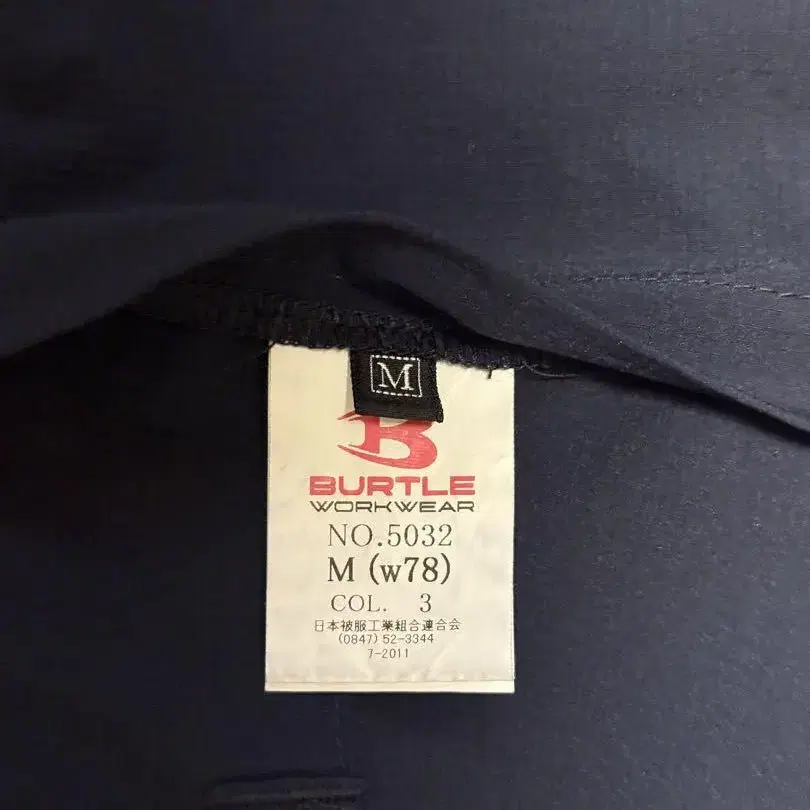 M
B
BURTLE
WORKWEAR
NO.5032
M (w78)
COL. 3
日本被服工業組合連合会
(0847) 52-3344
7-2011